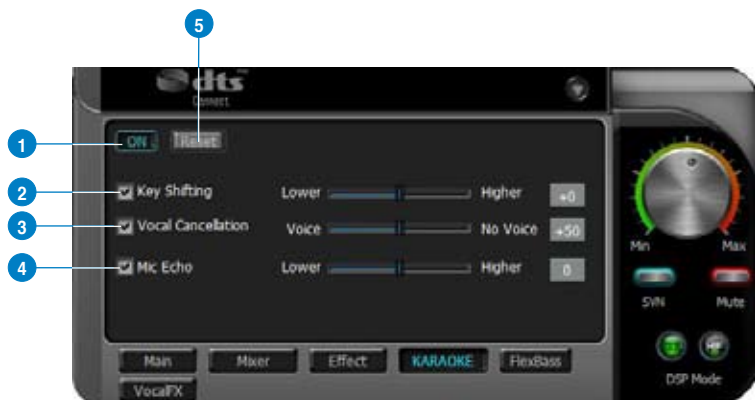 5
dts
Connect
1 ON Reset
2 Key Shifting Lower Higher +0
3 Vocal Cancellation Voice No Voice +50
4 Mic Echo Lower Higher 0
Min Max
SVN Mute
DSP Mode
Main Mixer Effect KARAOKE FlexBass
VocalFX